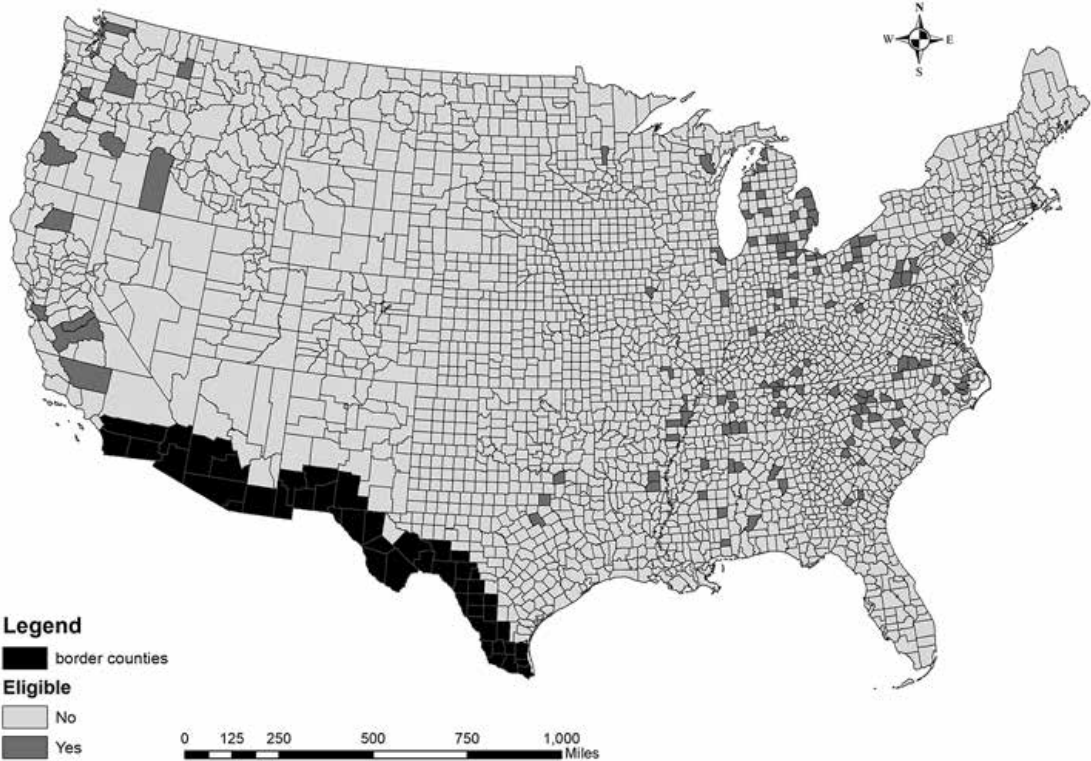 N
W E
S
Legend
border counties
Eligible
No
Yes
0 125 250 500 750 1,000
Miles